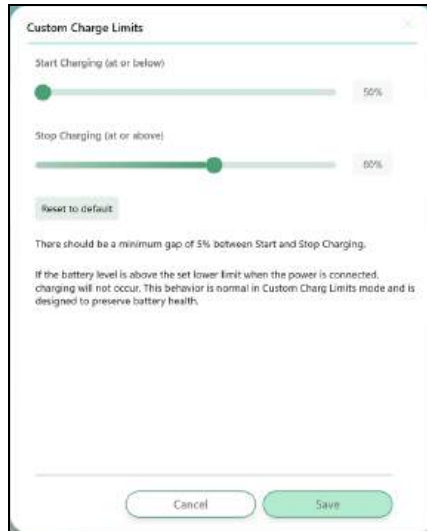 Custom Charge Limits
Start Charging (at or below)
50%
Stop Charging (at or above)
80%
Reset to default
There should be a minimum gap of 5% between Start and Stop Charging.
If the battery level is above the set lower limit when the power is connected,
charging will not occur. This behavior is normal in Custom Charg Limits mode and is
designed to preserve battery health.
Cancel
Save